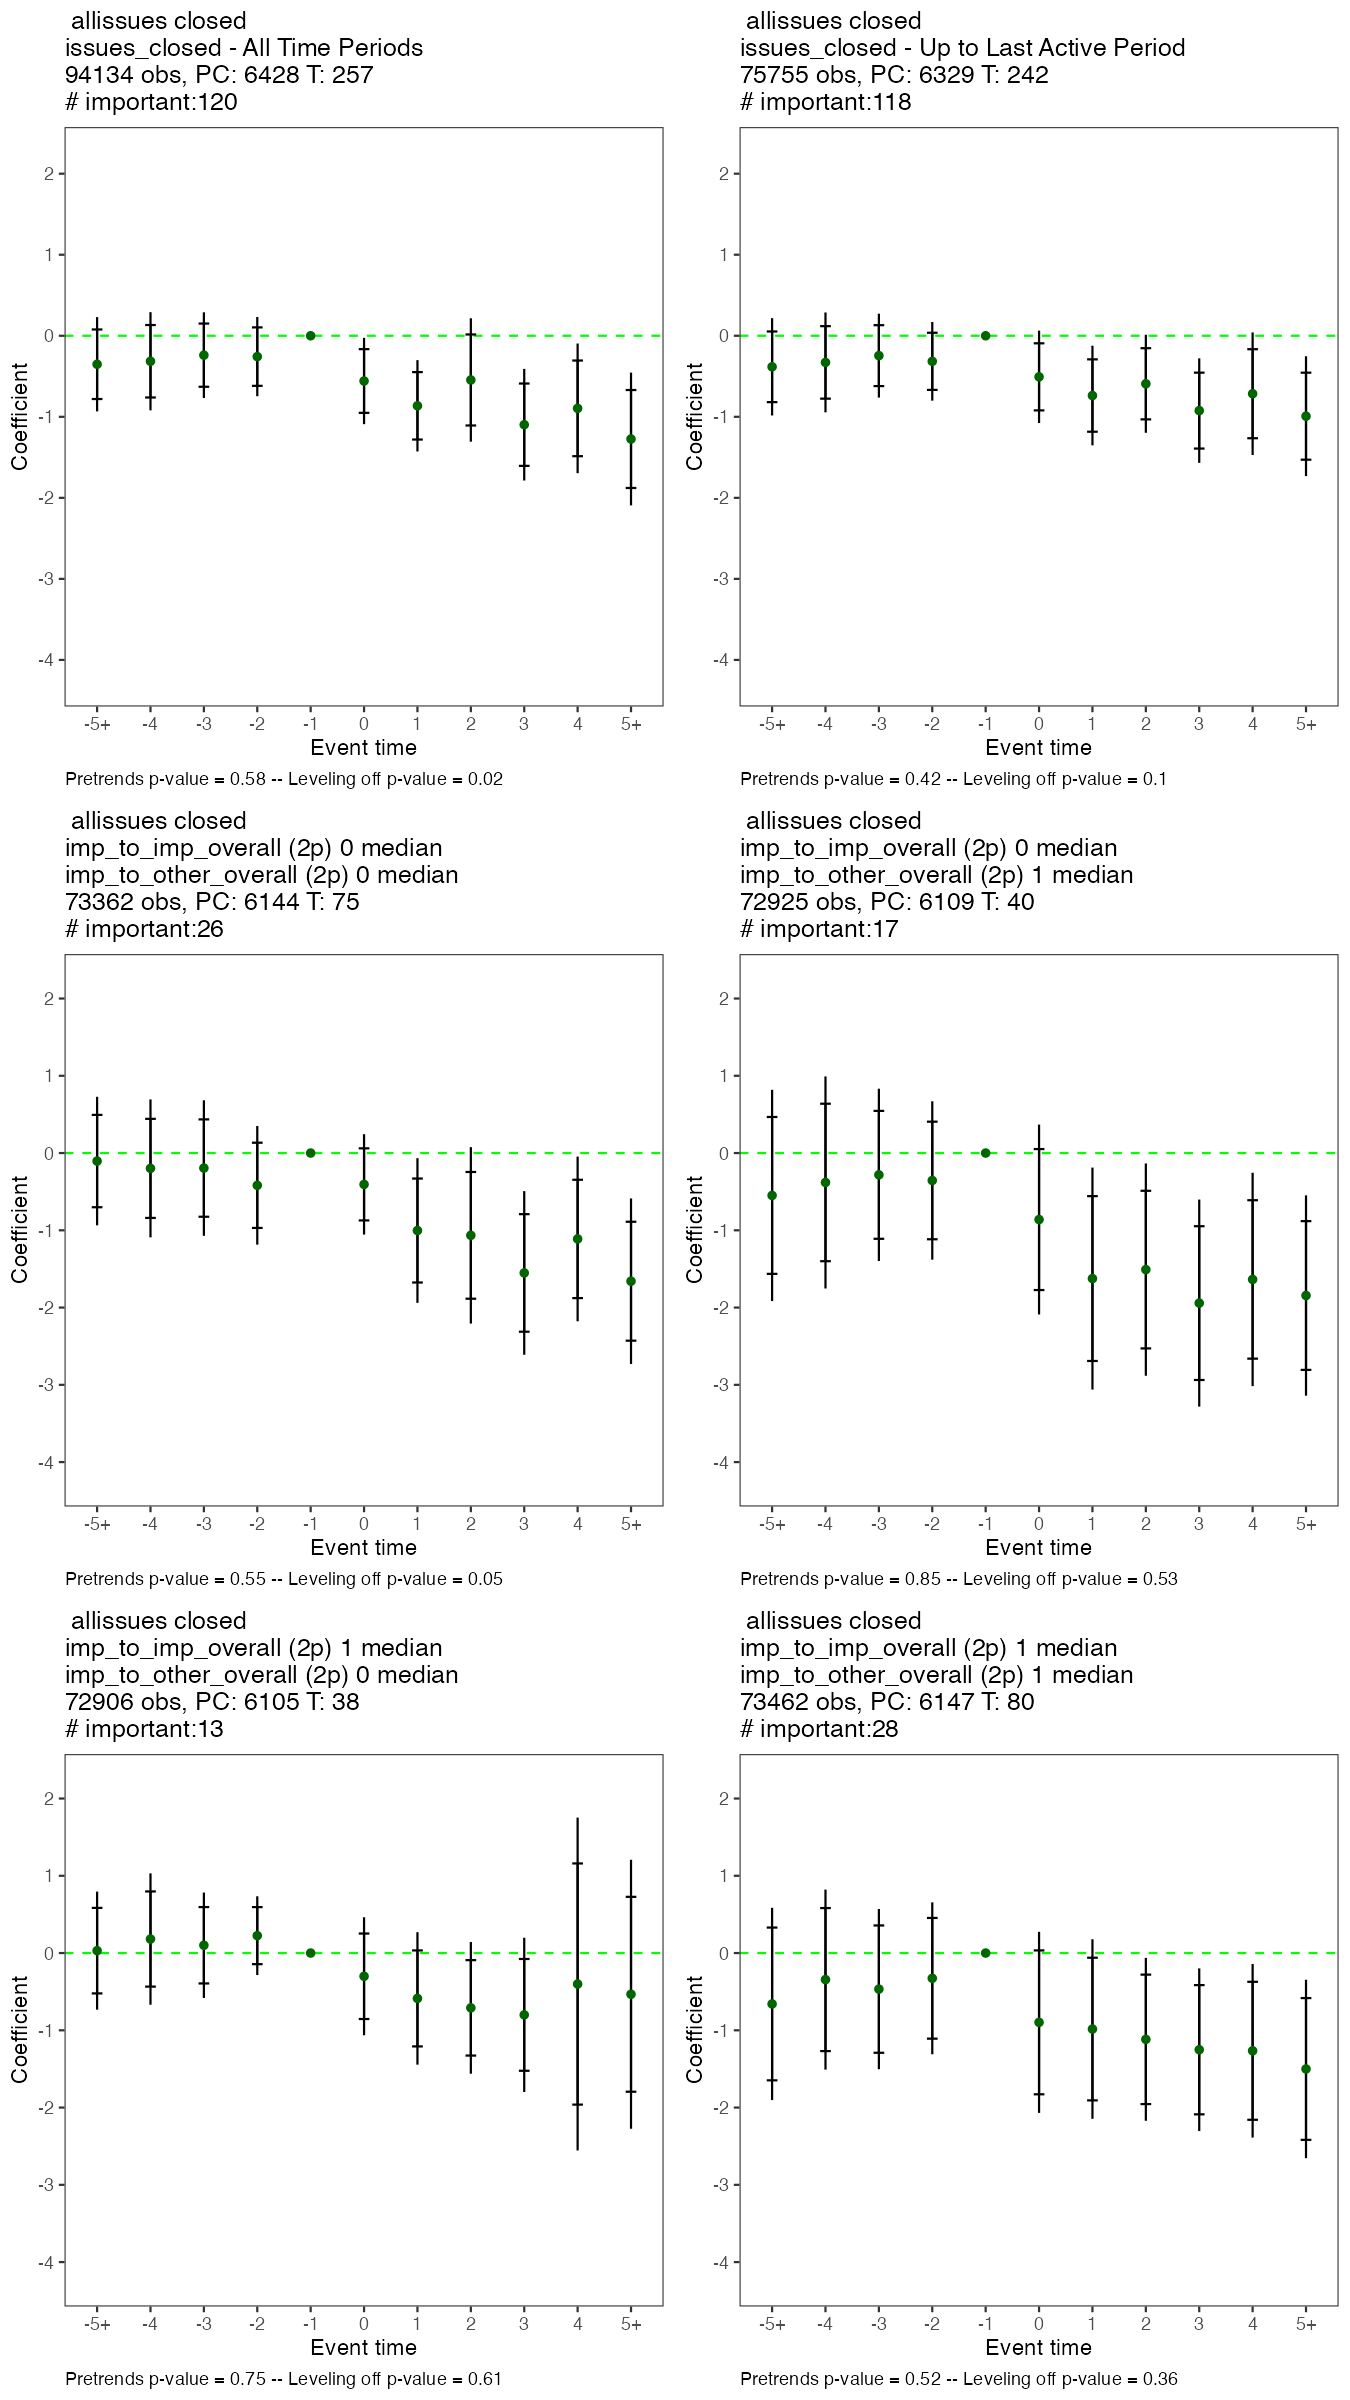 allissues closed
issues_closed - All Time Periods
94134 obs, PC: 6428 T: 257
# important:120
2
1
0
-1
-2
-3
-4
Coefficient
-5+ -4 -3 -2 -1 0 1 2 3 4 5+
Event time
Pretrends p-value = 0.58 -- Leveling off p-value = 0.02
allissues closed
issues_closed - Up to Last Active Period
75755 obs, PC: 6329 T: 242
# important:118
2
1
0
-1
-2
-3
-4
Coefficient
-5+ -4 -3 -2 -1 0 1 2 3 4 5+
Event time
Pretrends p-value = 0.42 -- Leveling off p-value = 0.1
allissues closed
imp_to_imp_overall (2p) 0 median
imp_to_other_overall (2p) 0 median
73362 obs, PC: 6144 T: 75
# important:26
2
1
0
-1
-2
-3
-4
Coefficient
-5+ -4 -3 -2 -1 0 1 2 3 4 5+
Event time
Pretrends p-value = 0.55 -- Leveling off p-value = 0.05
allissues closed
imp_to_imp_overall (2p) 0 median
imp_to_other_overall (2p) 1 median
72925 obs, PC: 6109 T: 40
# important:17
2
1
0
-1
-2
-3
-4
Coefficient
-5+ -4 -3 -2 -1 0 1 2 3 4 5+
Event time
Pretrends p-value = 0.85 -- Leveling off p-value = 0.53
allissues closed
imp_to_imp_overall (2p) 1 median
imp_to_other_overall (2p) 0 median
72906 obs, PC: 6105 T: 38
# important:13
2
1
0
-1
-2
-3
-4
Coefficient
-5+ -4 -3 -2 -1 0 1 2 3 4 5+
Event time
Pretrends p-value = 0.75 -- Leveling off p-value = 0.61
allissues closed
imp_to_imp_overall (2p) 1 median
imp_to_other_overall (2p) 1 median
73462 obs, PC: 6147 T: 80
# important:28
2
1
0
-1
-2
-3
-4
Coefficient
-5+ -4 -3 -2 -1 0 1 2 3 4 5+
Event time
Pretrends p-value = 0.52 -- Leveling off p-value = 0.36